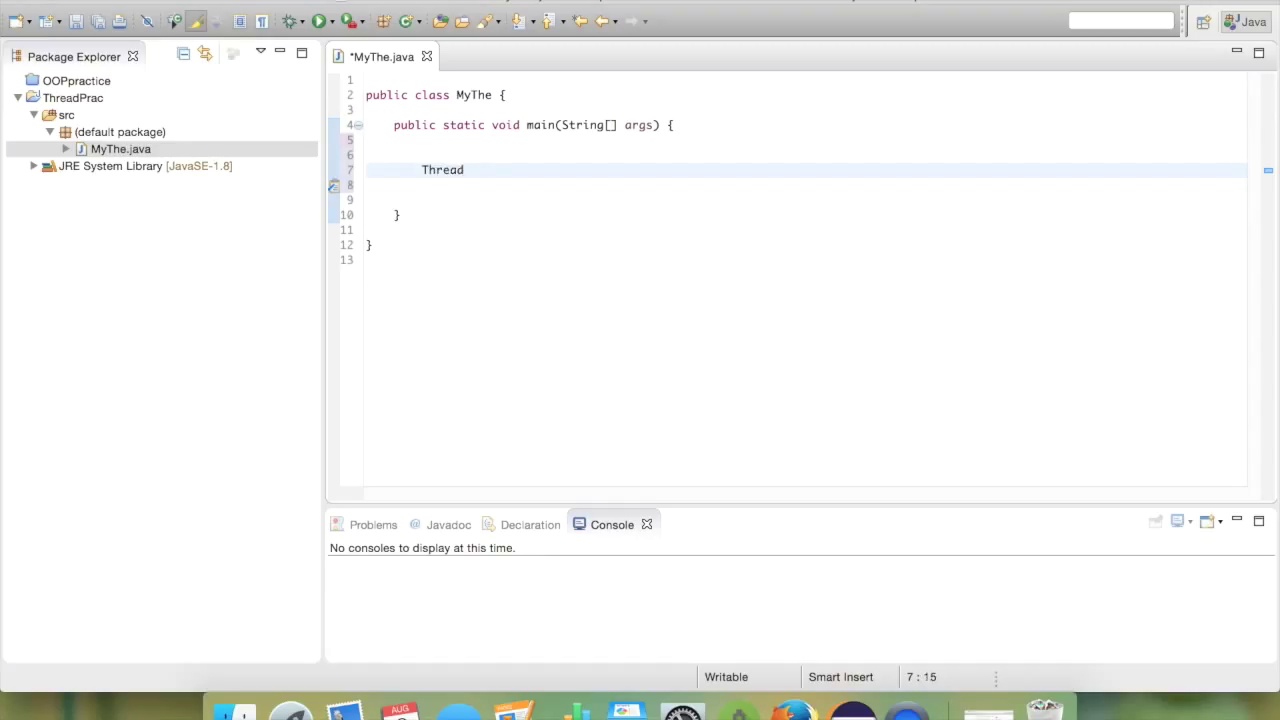 Java
Package Explorer
*MyThe.java
OOPpractice
ThreadPrac
src
(default package)
MyThe.java
JRE System Library [JavaSE-1.8]
1
2 public class MyThe {
3
4 public static void main(String[] args) {
5
6
7 Thread
8
9
10 }
11
12 }
13
Problems @ Javadoc Declaration Console
No consoles to display at this time.
Writable Smart Insert 7 : 15
AUG